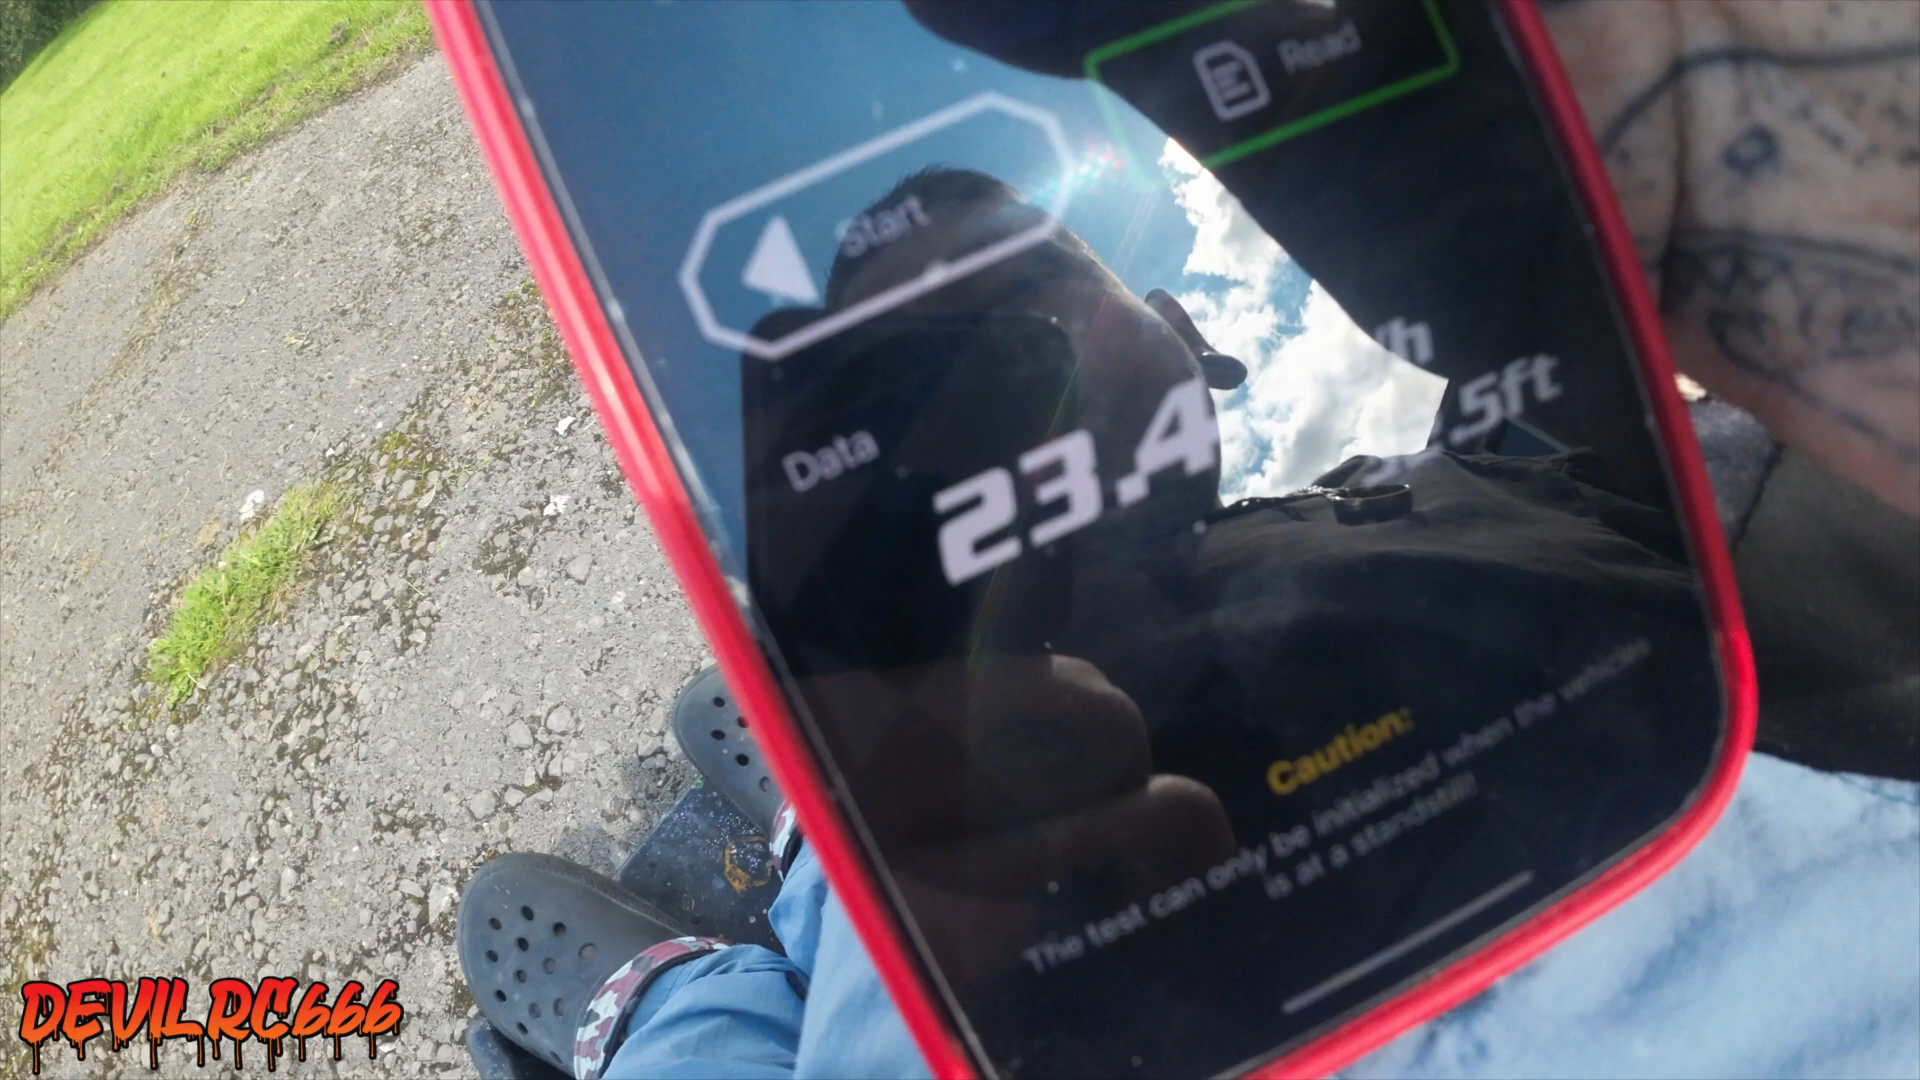 Read
Start
Data
23.4
5ft
Caution:
The test can only be initialized when the vehicles
is at a standstill!
DEVILRC666